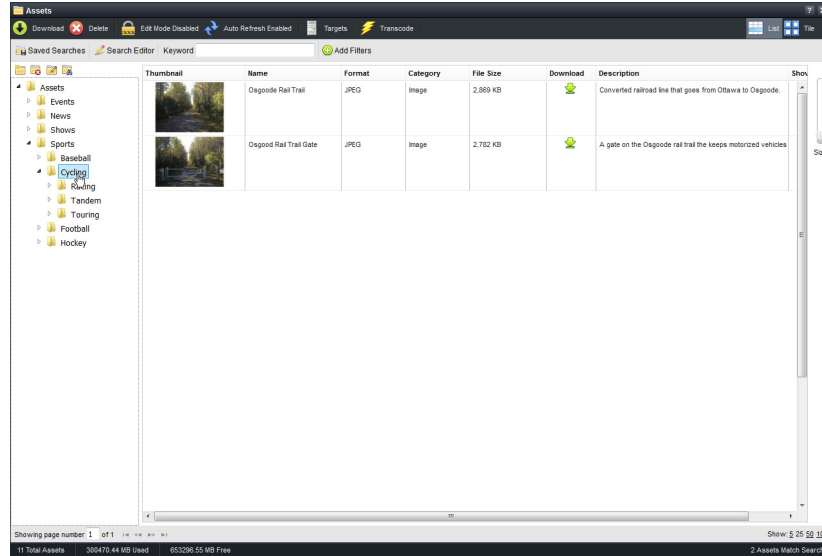 Assets
Download Delete Edit Mode Disabled Auto Refresh Enabled Targets Transcode List Tile
Saved Searches Search Editor Keyword Add Filters
Thumbnail Name Format Category File Size Download Description
Assets
Events
News
Shows
Sports
Baseball
Cycling
Racing
Tandem
Touring
Football
Hockey
Osgoode Rail Trail JPEG Image 2,869 KB Converted railroad line that goes from Ottawa to Osgoode.
Osgood Rail Trail Gate JPEG Image 2,782 KB A gate on the Osgoode rail trail the keeps motorized vehicles
Showing page number 1 of 1 Show: 5 25 50
11 Total Assets 300470.44 MB Used 653296.55 MB Free 2 Assets Match Search